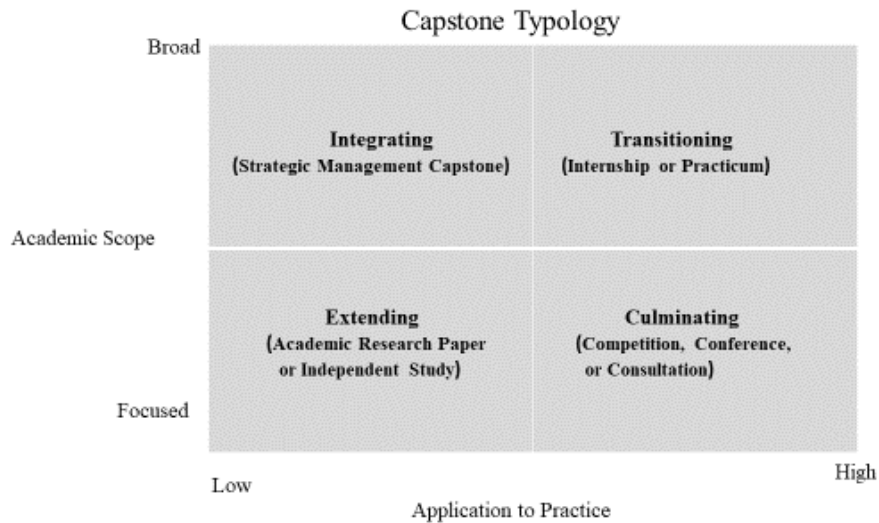 Capstone Typology
Broad
Integrating
(Strategic Management Capstone)
Transitioning
(Internship or Practicum)
Academic Scope
Extending
(Academic Research Paper
or Independent Study)
Culminating
(Competition, Conference,
or Consultation)
Focused
Low
High
Application to Practice